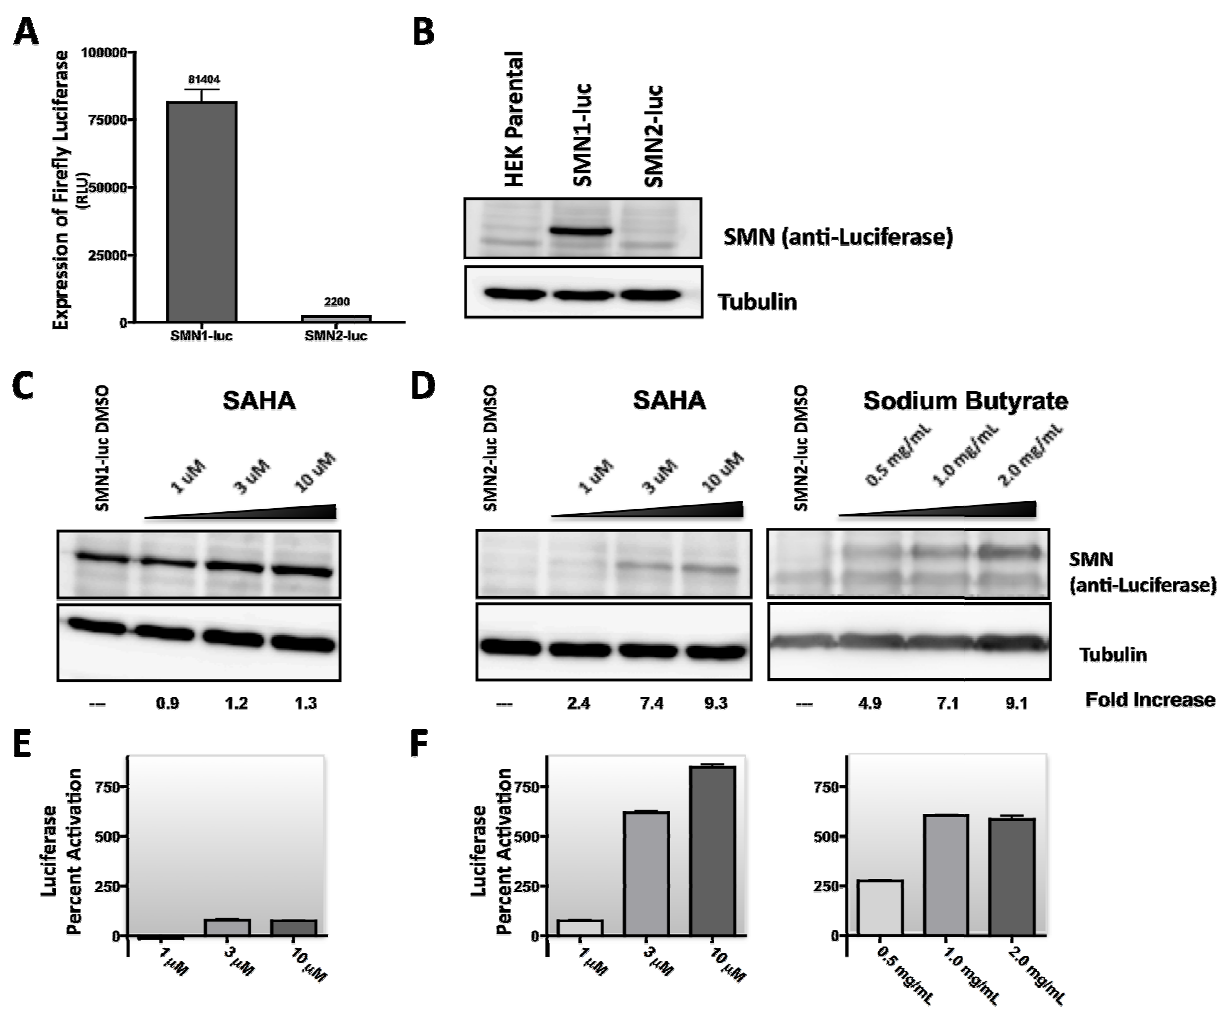 A
Expression of Firefly Luciferase
(RLU)
100000
75000
50000
25000
0
81404
2200
SMN1-luc
SMN2-luc
B
HEK Parental
SMN1-luc
SMN2-luc
SMN (anti-Luciferase)
Tubulin
C
SMN1-luc DMSO
SAHA
1 uM
3 uM
10 uM
--- 0.9 1.2 1.3
D
SMN2-luc DMSO
SAHA
1 uM
3 uM
10 uM
--- 2.4 7.4 9.3
SMN2-luc DMSO
Sodium Butyrate
0.5 mg/mL
1.0 mg/mL
2.0 mg/mL
SMN
(anti-Luciferase)
Tubulin
--- 4.9 7.1 9.1 Fold Increase
E
Luciferase
Percent Activation
750
500
250
0
1 µM
3 µM
10 µM
F
Luciferase
Percent Activation
750
500
250
0
1 µM
3 µM
10 µM
750
500
250
0
0.5 mg/mL
1.0 mg/mL
2.0 mg/mL